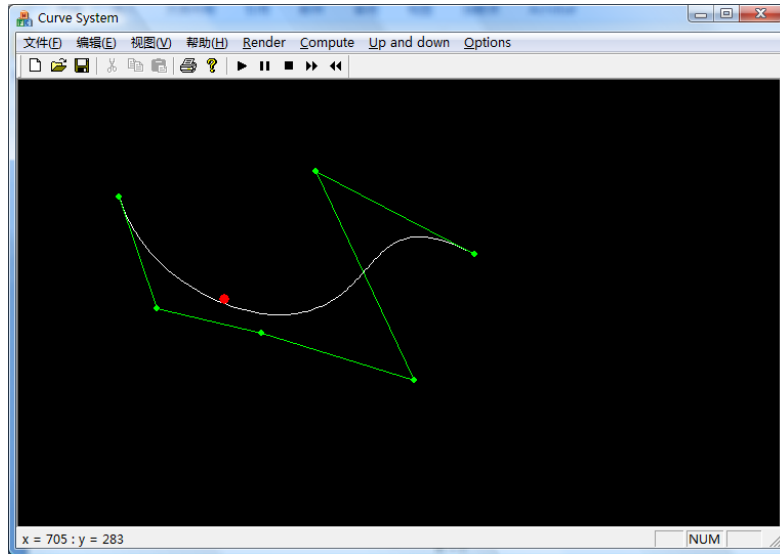 Curve System
文件(F) 编辑(E) 视图(V) 帮助(H) Render Compute Up and down Options
x = 705 : y = 283
NUM